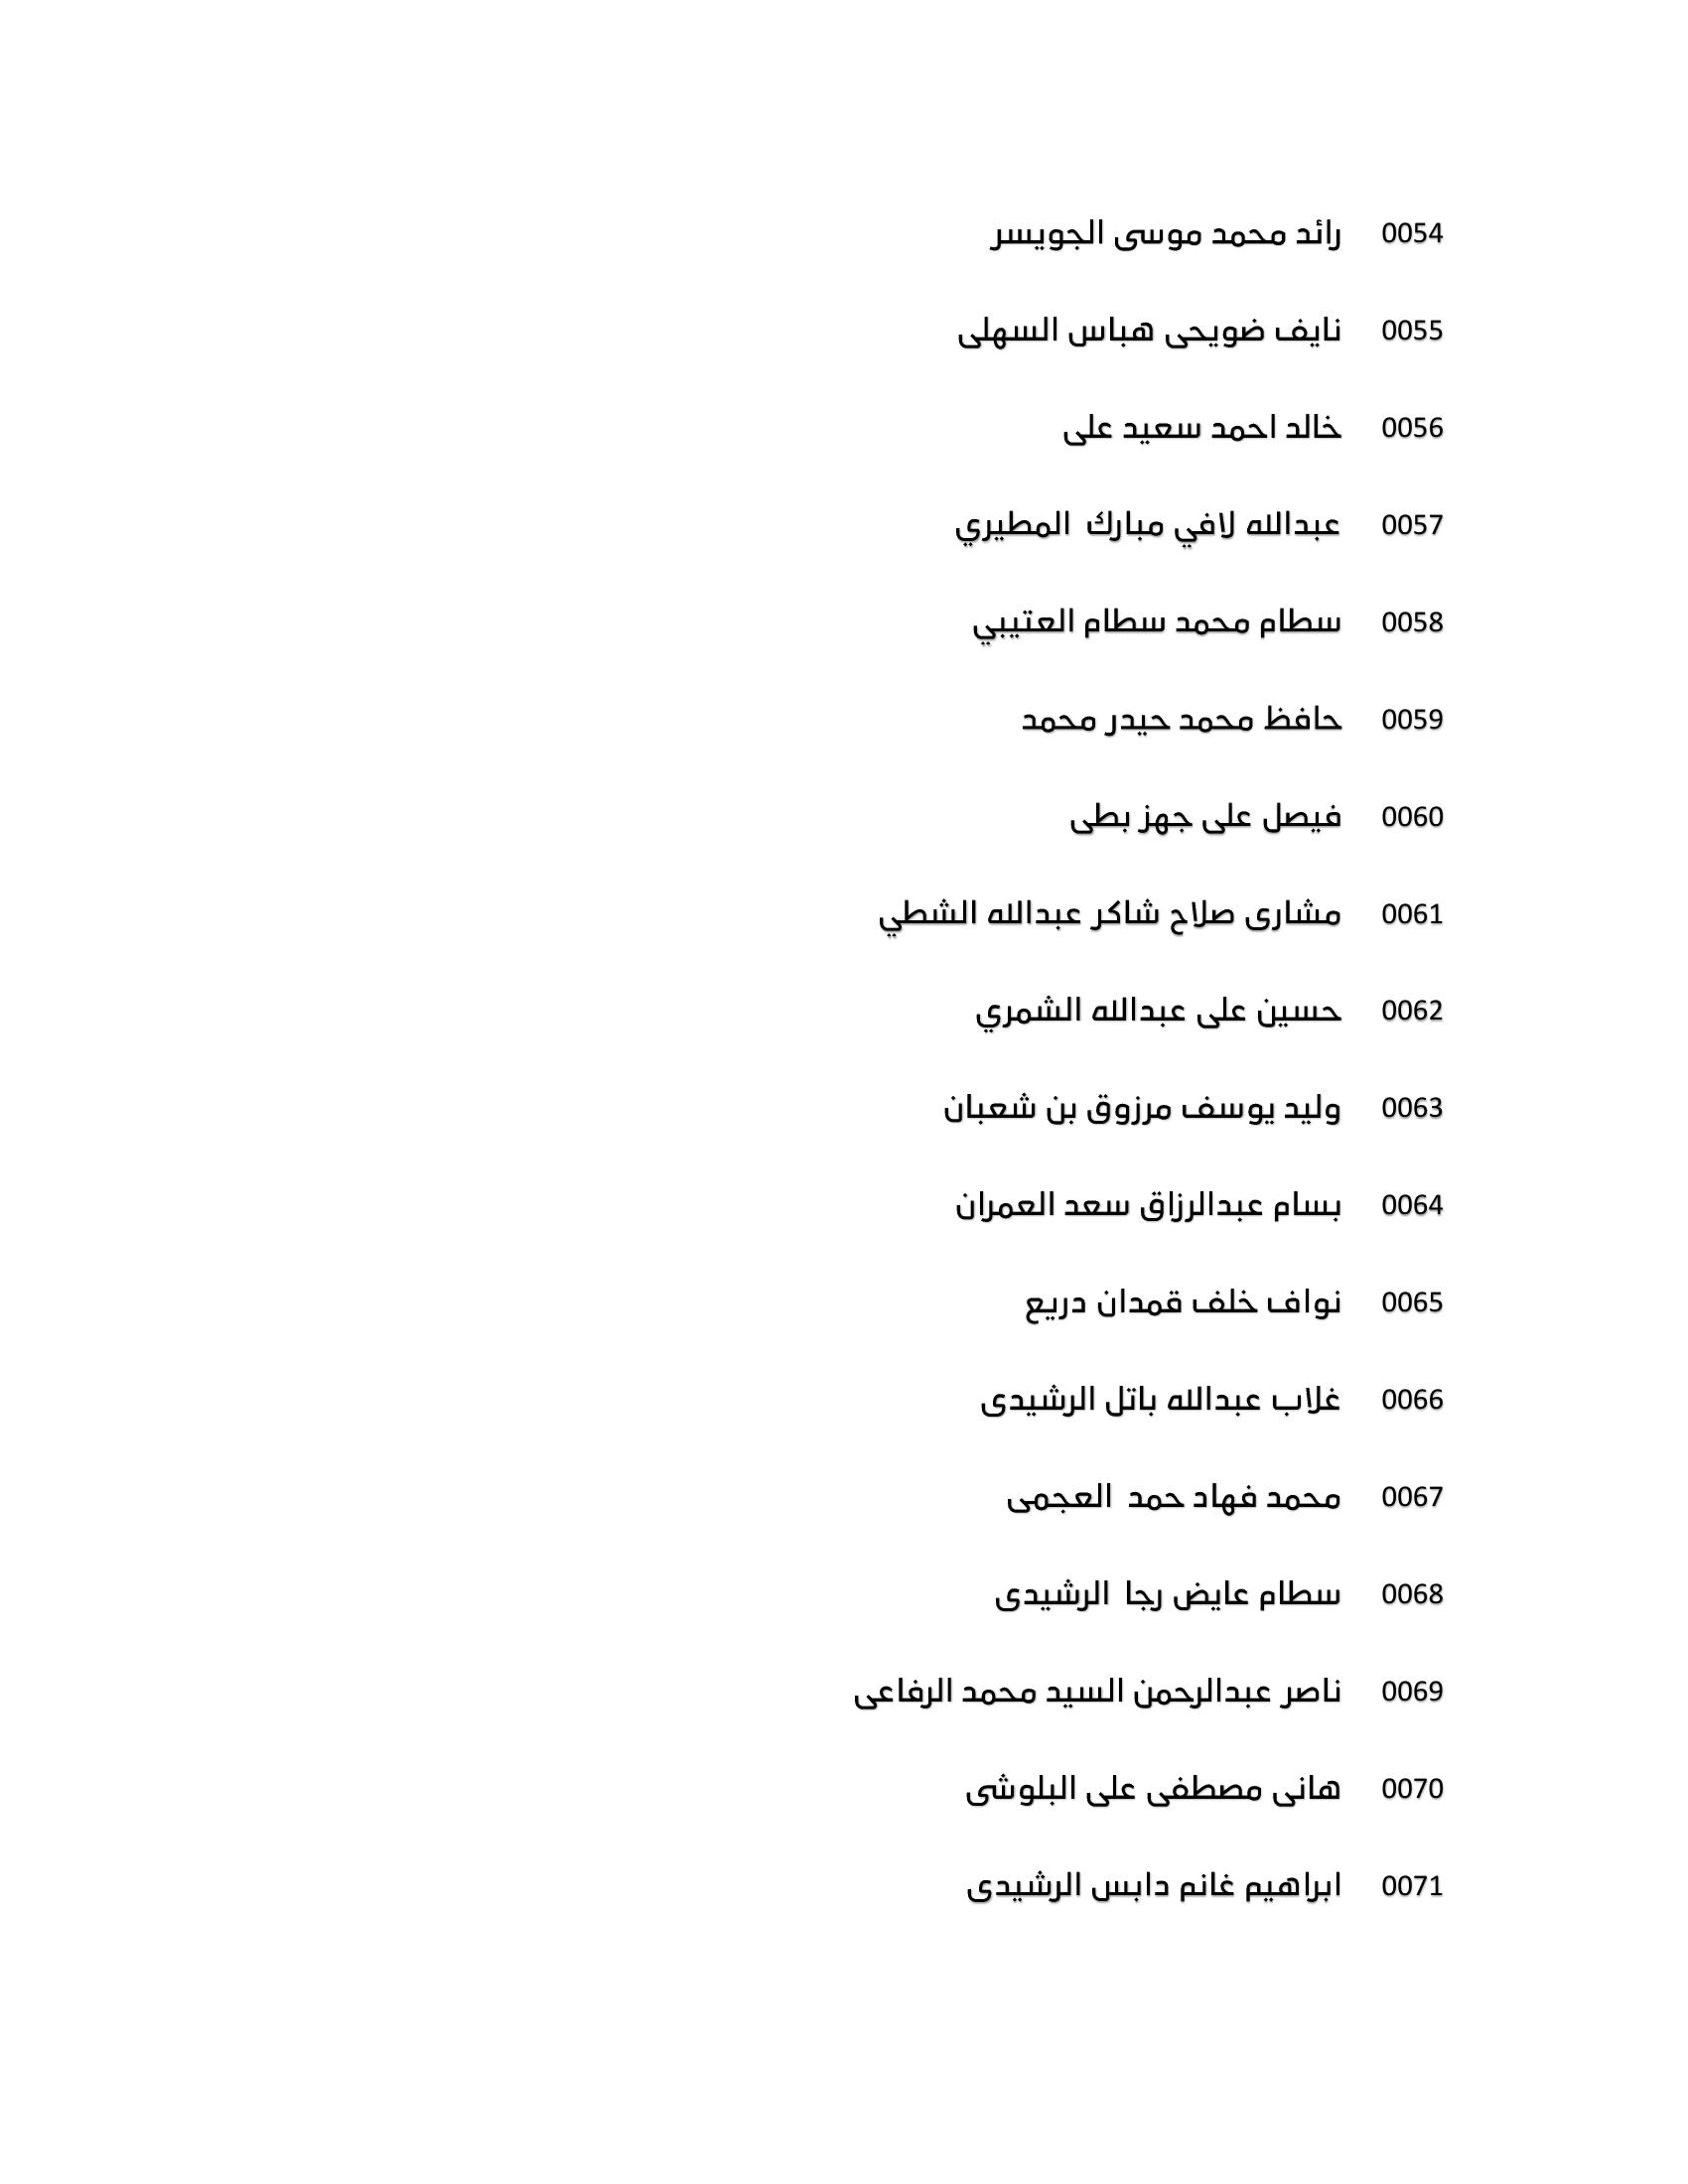 0054 رائد محمد موسى الجويسر
0055 نايف ضويحى هباس السهلى
0056 خالد احمد سعيد على
0057 عبدالله لافي مبارك المطيري
0058 سطام محمد سطام العتيبي
0059 حافظ محمد حيدر محمد
0060 فيصل على جهز بطى
0061 مشارى صلاح شاكر عبدالله الشطي
0062 حسين على عبدالله الشمري
0063 وليد يوسف مرزوق بن شعبان
0064 بسام عبدالرزاق سعد العمران
0065 نواف خلف قمدان دريع
0066 غلاب عبدالله باتل الرشيدى
0067 محمد فهاد حمد العجمى
0068 سطام عايض رجا الرشيدى
0069 ناصر عبدالرحمن السيد محمد الرفاعى
0070 هانى مصطفى على البلوشى
0071 ابراهيم غانم دابس الرشيدى